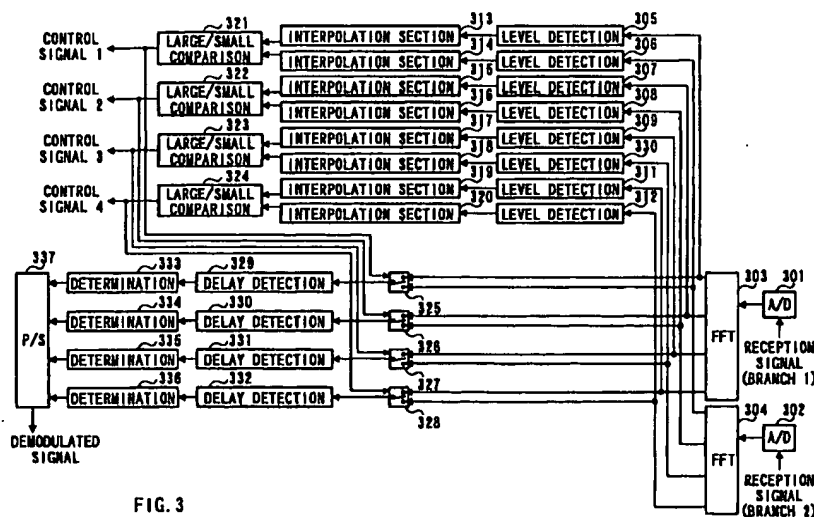 CONTROL SIGNAL 1
321
LARGE/SMALL COMPARISON
313
INTERPOLATION SECTION
305
LEVEL DETECTION
314
INTERPOLATION SECTION
306
LEVEL DETECTION
CONTROL SIGNAL 2
322
LARGE/SMALL COMPARISON
315
INTERPOLATION SECTION
307
LEVEL DETECTION
316
INTERPOLATION SECTION
308
LEVEL DETECTION
CONTROL SIGNAL 3
323
LARGE/SMALL COMPARISON
317
INTERPOLATION SECTION
309
LEVEL DETECTION
318
INTERPOLATION SECTION
330
LEVEL DETECTION
CONTROL SIGNAL 4
324
LARGE/SMALL COMPARISON
319
INTERPOLATION SECTION
311
LEVEL DETECTION
320
INTERPOLATION SECTION
312
LEVEL DETECTION
337
P/S
333
DETERMINATION
329
DELAY DETECTION
325
334
DETERMINATION
330
DELAY DETECTION
326
335
DETERMINATION
331
DELAY DETECTION
327
336
DETERMINATION
332
DELAY DETECTION
328
303
FFT
301
A/D
RECEPTION
SIGNAL
(BRANCH 1)
304
FFT
302
A/D
RECEPTION
SIGNAL
(BRANCH 2)
DEMODULATED
SIGNAL
FIG.3